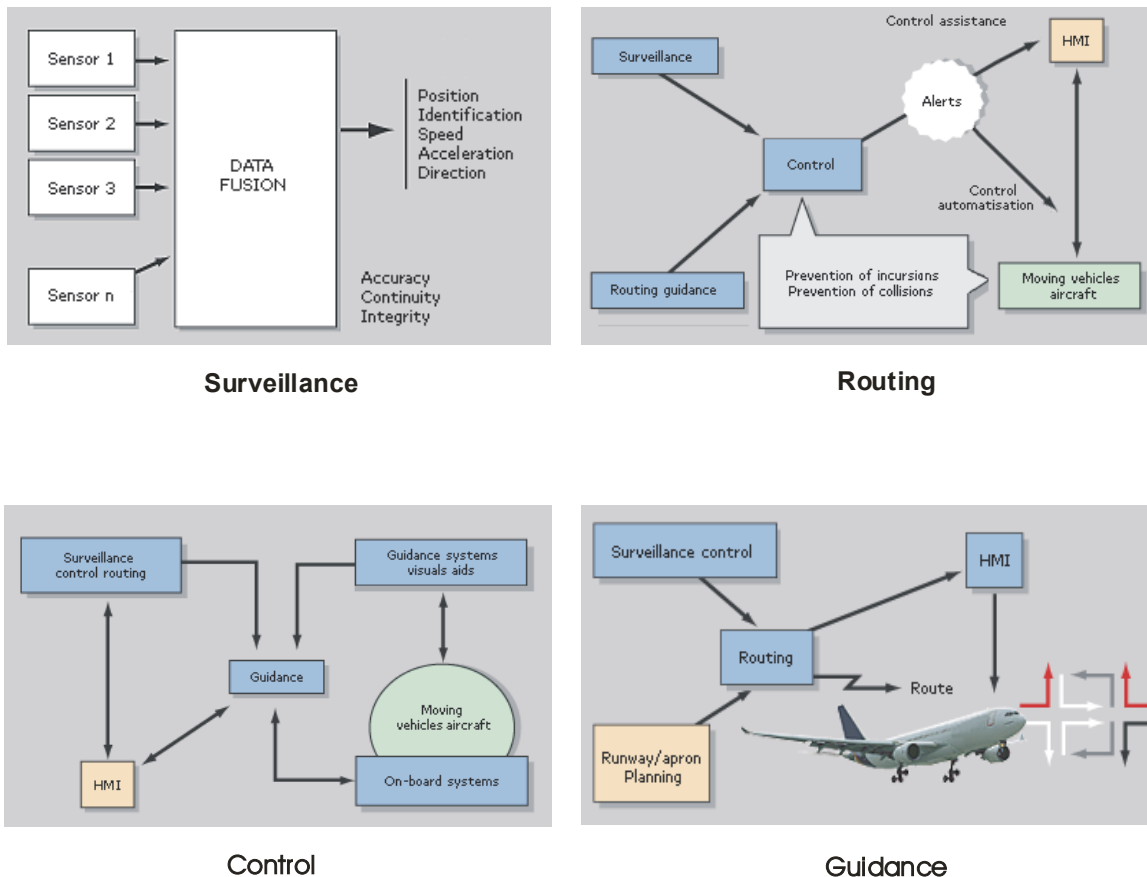 Sensor 1
Sensor 2
Sensor 3
Sensor n
DATA
FUSION
Position
Identification
Speed
Acceleration
Direction
Accuracy
Continuity
Integrity
Surveillance
Control assistance
HMI
Surveillance
Alerts
Control
Control
automatisation
Routing guidance
Prevention of incursions
Prevention of collisions
Moving vehicles
aircraft
Routing
Surveillance
control routing
Guidance systems
visuals aids
Guidance
Moving
vehicles aircraft
HMI
On-board systems
Control
Surveillance control
HMI
Routing
Route
Runway/apron
Planning
Guidance